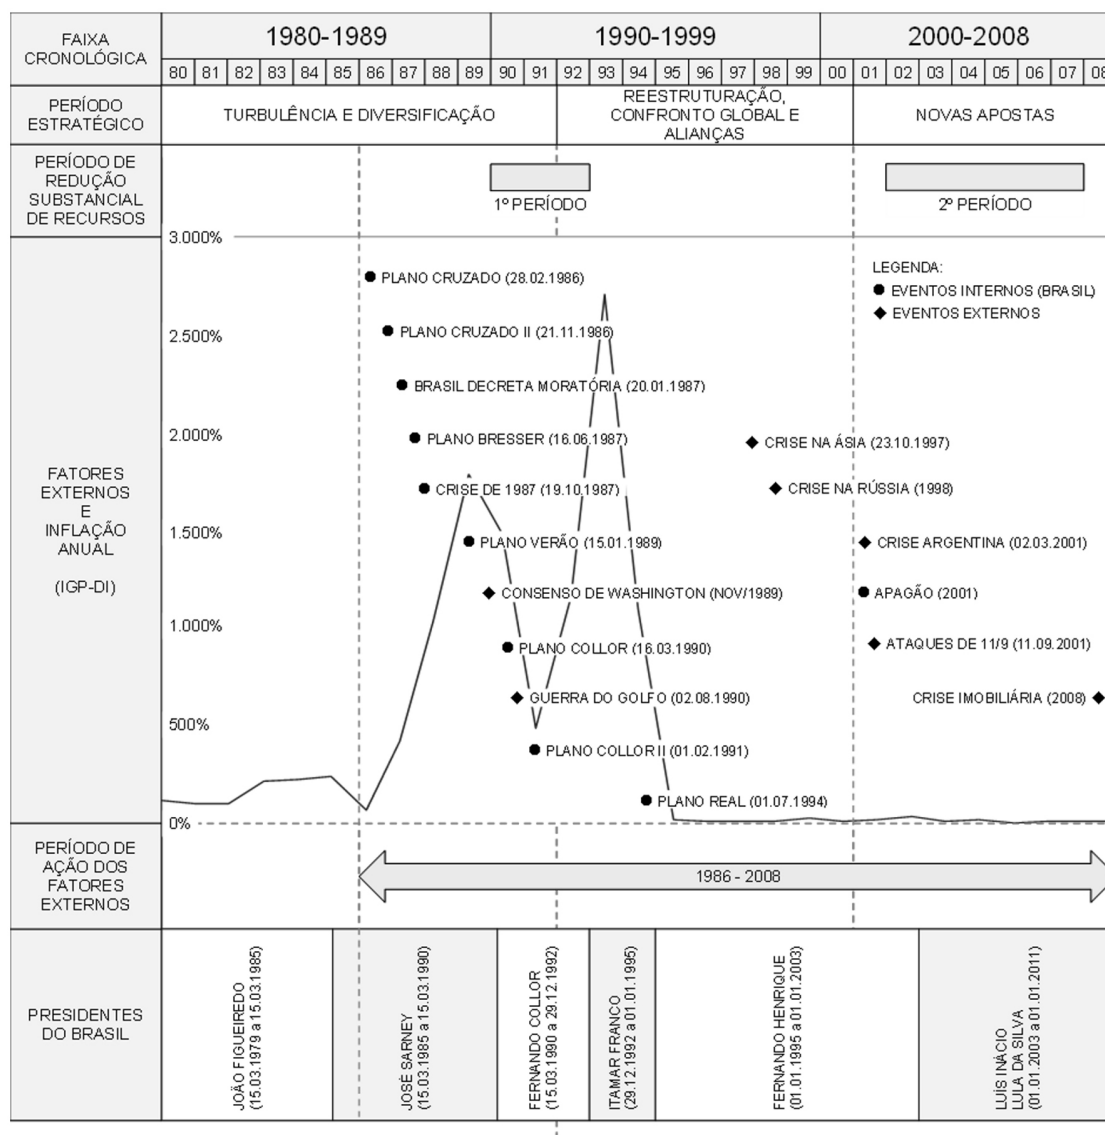 FAIXA
CRONOLÓGICA
1980-1989
1990-1999
2000-2008
80 81 82 83 84 85 86 87 88 89 90 91 92 93 94 95 96 97 98 99 00 01 02 03 04 05 06 07 08
PERÍODO
ESTRATÉGICO
TURBULÊNCIA E DIVERSIFICAÇÃO
REESTRUTURAÇÃO,
CONFRONTO GLOBAL E
ALIANÇAS
NOVAS APOSTAS
PERÍODO DE
REDUÇÃO
SUBSTANCIAL
DE RECURSOS
1º PERÍODO
2º PERÍODO
FATORES
EXTERNOS
E
INFLAÇÃO
ANUAL
(IGP-DI)
3.000%
2.500%
2.000%
1.500%
1.000%
500%
0%
PLANO CRUZADO (28.02.1986)
PLANO CRUZADO II (21.11.1986)
BRASIL DECRETA MORATÓRIA (20.01.1987)
PLANO BRESSER (16.06.1987)
CRISE DE 1987 (19.10.1987)
PLANO VERÃO (15.01.1989)
CONSENSO DE WASHINGTON (NOV/1989)
PLANO COLLOR (16.03.1990)
GUERRA DO GOLFO (02.08.1990)
PLANO COLLOR II (01.02.1991)
PLANO REAL (01.07.1994)
LEGENDA:
EVENTOS INTERNOS (BRASIL)
EVENTOS EXTERNOS
CRISE NA ÁSIA (23.10.1997)
CRISE NA RÚSSIA (1998)
CRISE ARGENTINA (02.03.2001)
APAGÃO (2001)
ATAQUES DE 11/9 (11.09.2001)
CRISE IMOBILIÁRIA (2008)
PERÍODO DE
AÇÃO DOS
FATORES
EXTERNOS
1986 - 2008
PRESIDENTES
DO BRASIL
JOÃO FIGUEIREDO
(15.03.1979 a 15.03.1985)
JOSÉ SARNEY
(15.03.1985 a 15.03.1990)
FERNANDO COLLOR
(15.03.1990 a 29.12.1992)
ITAMAR FRANCO
(29.12.1992 a 01.01.1995)
FERNANDO HENRIQUE
(01.01.1995 a 01.01.2003)
LUÍS INÁCIO
LULA DA SILVA
(01.01.2003 a 01.01.2011)